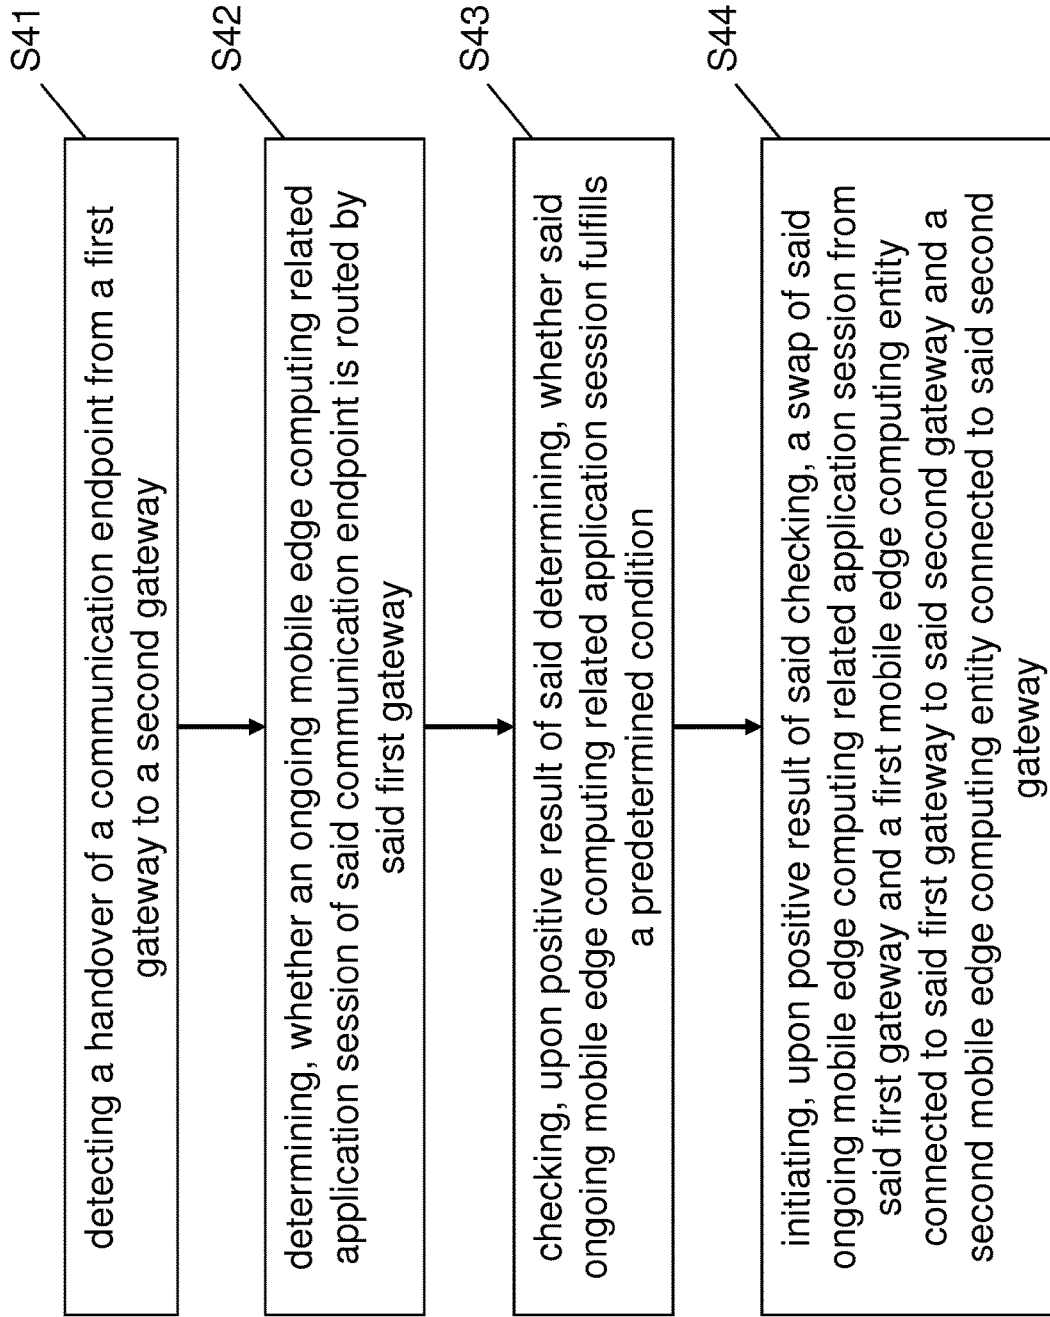 S41
detecting a handover of a communication endpoint from a first
gateway to a second gateway
S42
determining, whether an ongoing mobile edge computing related
application session of said communication endpoint is routed by
said first gateway
S43
checking, upon positive result of said determining, whether said
ongoing mobile edge computing related application session fulfills
a predetermined condition
S44
initiating, upon positive result of said checking, a swap of said
ongoing mobile edge computing related application session from
said first gateway and a first mobile edge computing entity
connected to said first gateway to said second gateway and a
second mobile edge computing entity connected to said second
gateway